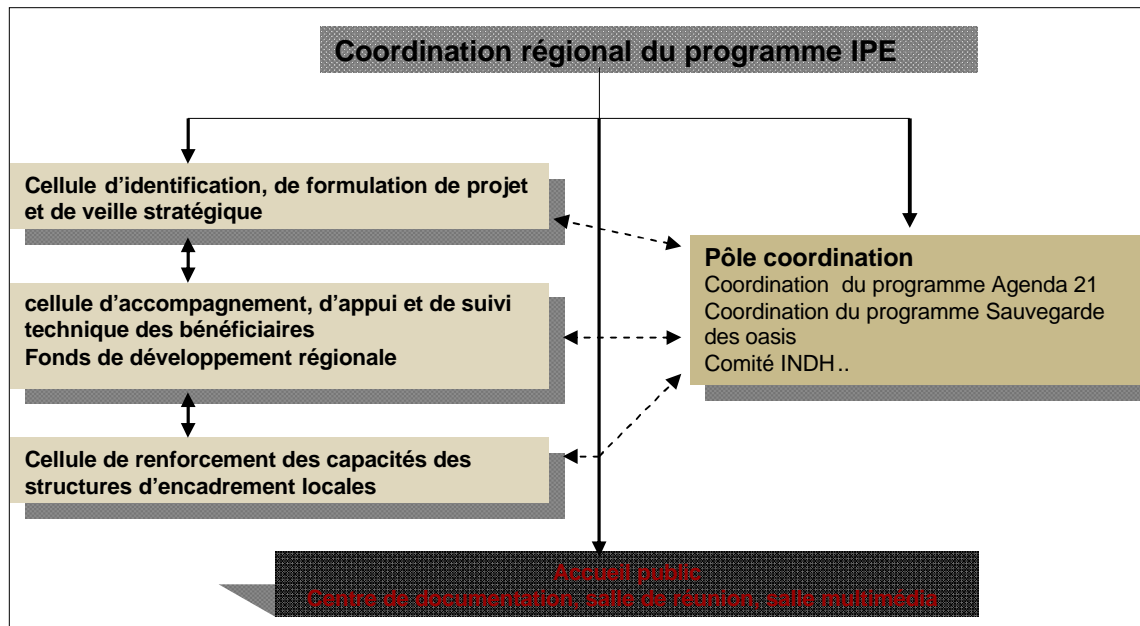 Coordination régional du programme IPE
Cellule d'identification, de formulation de projet
et de veille stratégique
cellule d'accompagnement, d'appui et de suivi
technique des bénéficiaires
Fonds de développement régionale
Cellule de renforcement des capacités des
structures d'encadrement locales
Pôle coordination
Coordination du programme Agenda 21
Coordination du programme Sauvegarde
des oasis
Comité INDH..
Accueil public
Centre de documentation, salle de réunion, salle multimédia